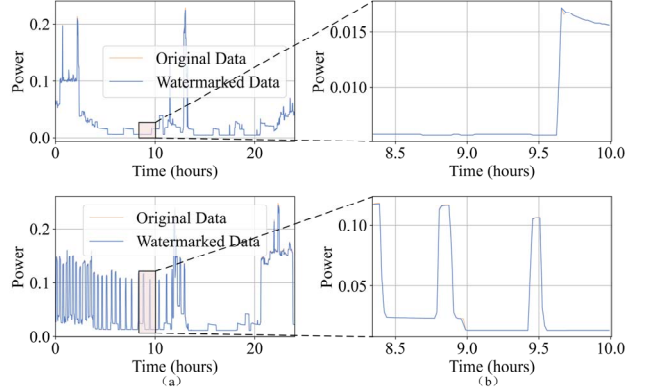 Power
0.2
0.1
0.0
Original Data
Watermarked Data
0 10 20
Time (hours)
Power
0.015
0.010
8.5 9.0 9.5 10.0
Time (hours)
Power
0.2
0.1
0.0
Original Data
Watermarked Data
0 10 20
Time (hours)
(a)
Power
0.10
0.05
8.5 9.0 9.5 10.0
Time (hours)
(b)